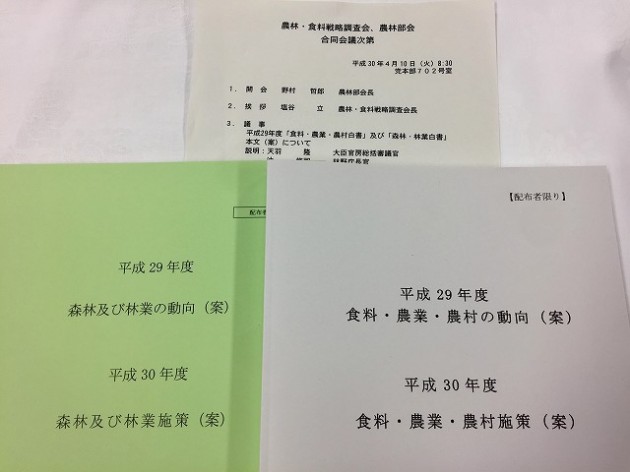 農林・食料戦略調査会、農林部会
合同会議次第
平成30年4月10日（火）8:30
党本部702号室
1．開会 野村 哲郎 農林部会長
2．挨拶 塩谷 立 農林・食料戦略調査会長
3．議事
平成29年度「食料・農業・農村白書」及び「森林・林業白書」
本文（案）について
説明：天羽 隆 大臣官房総括審議官
林野庁長官
配布者
平成29年度
森林及び林業の動向（案）
平成30年度
森林及び林業施策（案）
【配布者限り】
平成29年度
食料・農業・農村の動向（案）
平成30年度
食料・農業・農村施策（案）